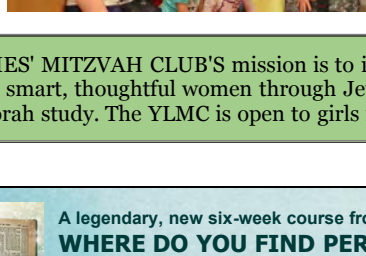 IES' MITZVAH CLUB'S mission is to i
smart, thoughtful women through Je
rah study. The YLMC is open to girls
A legendary, new six-week course fro
WHERE DO YOU FIND PER